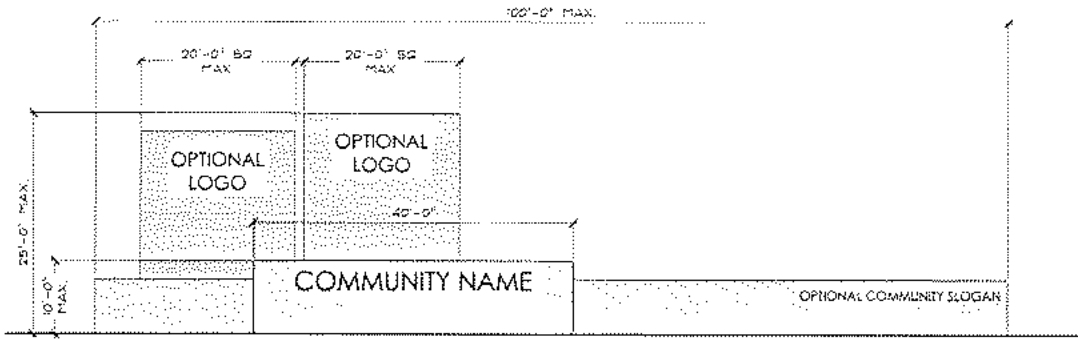 100'-0" MAX.
20'-0" SQ
MAX
20'-0" SQ
MAX
OPTIONAL
LOGO
OPTIONAL
LOGO
25'-0" MAX.
40'-0"
10'-0"
MAX.
COMMUNITY NAME
OPTIONAL COMMUNITY SLOGAN